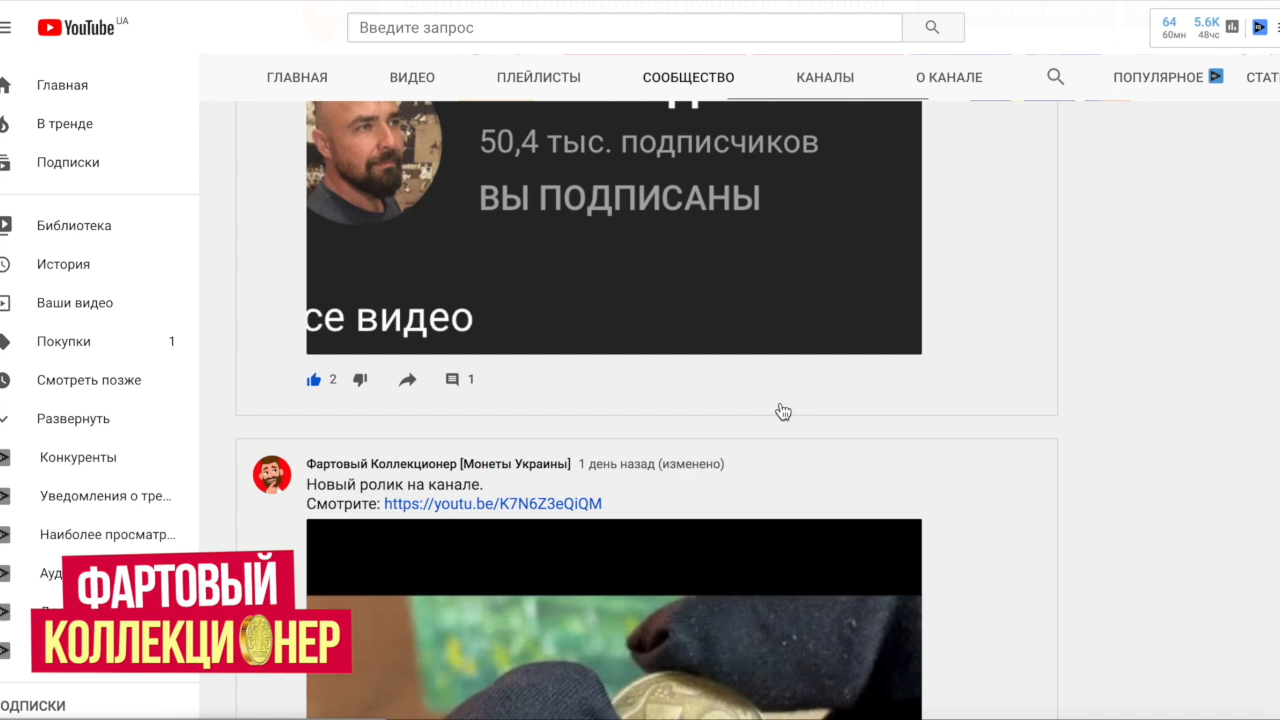 YouTube UA
Введите запрос
64 5.6K
60мн 48чс
ГЛАВНАЯ ВИДЕО ПЛЕЙЛИСТЫ СООБЩЕСТВО КАНАЛЫ О КАНАЛЕ ПОПУЛЯРНОЕ СТАТ
Главная
В тренде
Подписки
Библиотека
История
Ваши видео
Покупки 1
Смотреть позже
Развернуть
Конкуренты
Уведомления о тре...
Наиболее просматр...
Ауд
ОДПИСКИ
50,4 тыс. подписчиков
ВЫ ПОДПИСАНЫ
се видео
2 1
Фартовый Коллекционер [Монеты Украины] 1 день назад (изменено)
Новый ролик на канале.
Смотрите: https://youtu.be/K7N6Z3eQiQM
ФАРТОВЫЙ
КОЛЛЕКЦИОНЕР